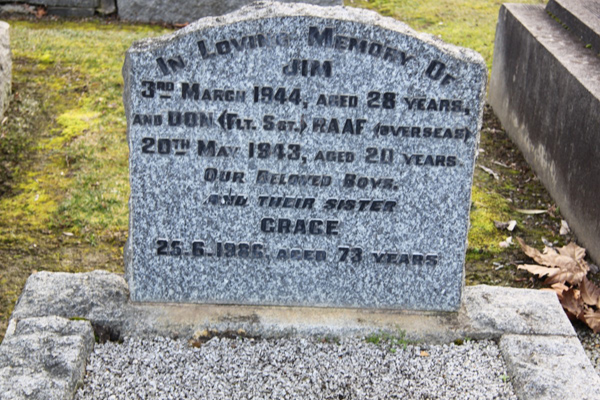 In Loving Memory Of
JIM
3RD March 1944, aged 28 years,
and DON (Flt. Sgt.) RAAF (overseas)
20TH May 1943, aged 20 years.
Our Beloved Boys.
and their sister
GRACE
25.6.1986, aged 73 years